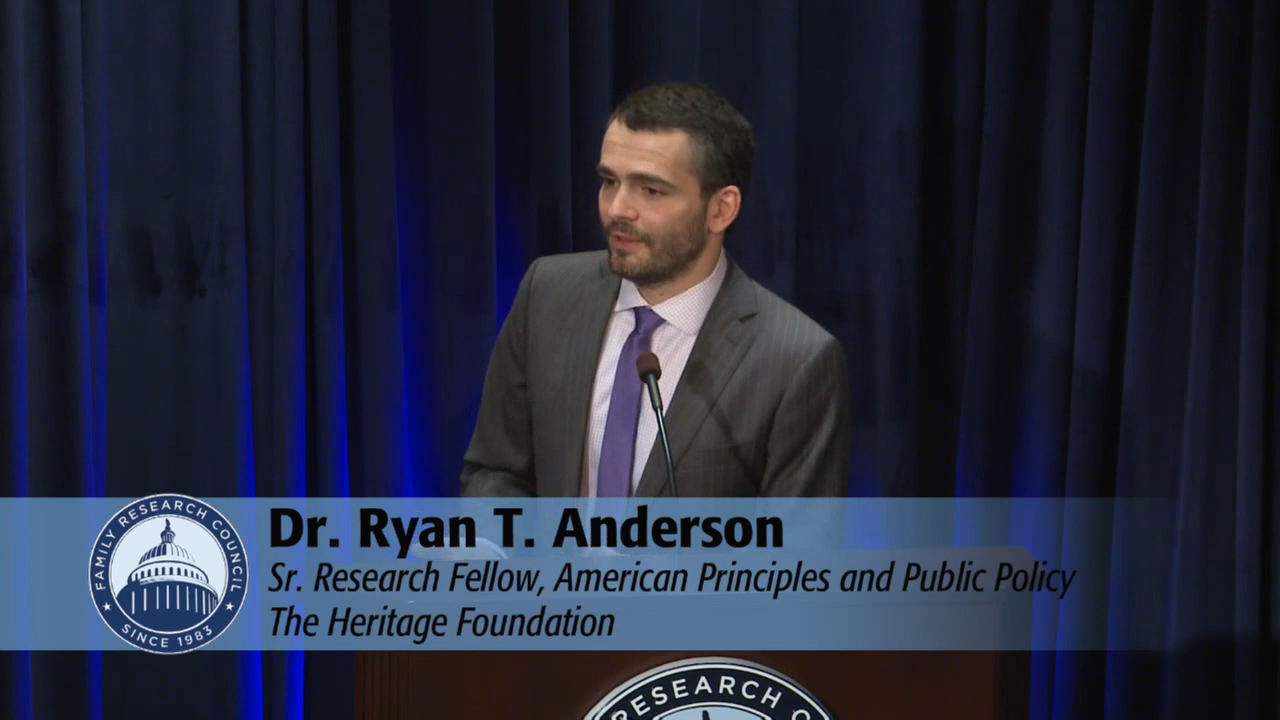 Dr. Ryan T. Anderson
Sr. Research Fellow, American Principles and Public Policy
The Heritage Foundation
FAMILY RESEARCH COUNCIL
SINCE 1983
RESEARCH